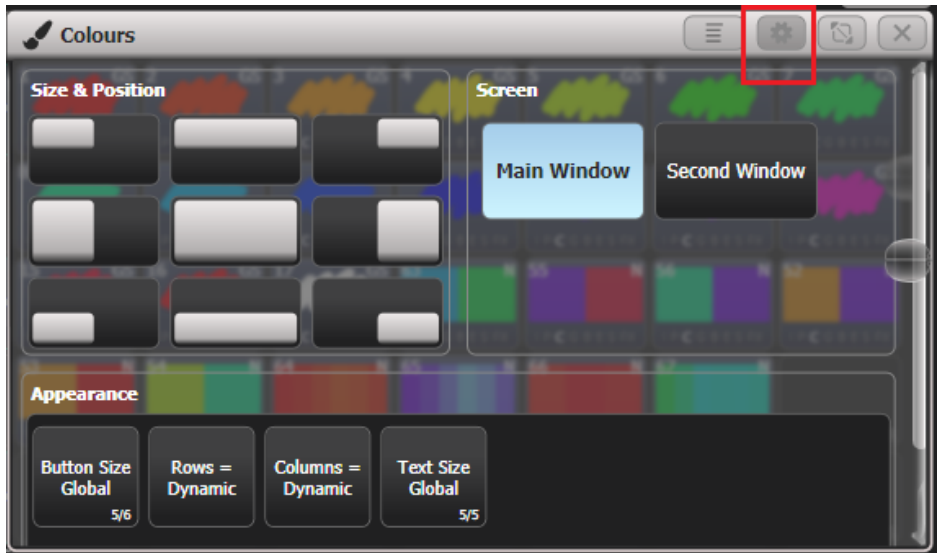 Colours
Size & Position
Screen
Main Window
Second Window
Appearance
Button Size
Global
5/6
Rows =
Dynamic
Columns =
Dynamic
Text Size
Global
5/5